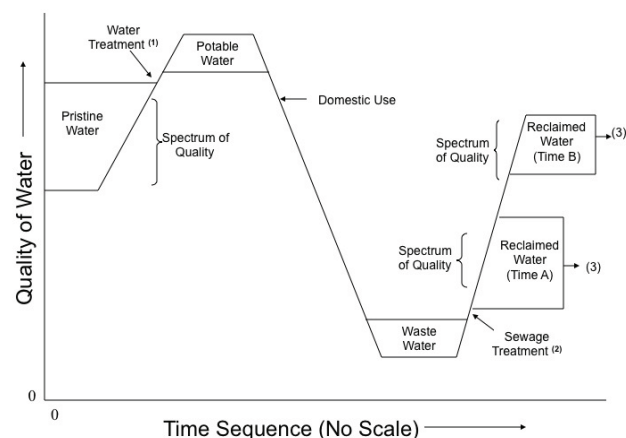 Water
Treatment (1)
Potable
Water
Domestic Use
Pristine
Water
Spectrum of
Quality
Spectrum
of Quality
Reclaimed
Water
(Time B)
(3)
Spectrum
of Quality
Reclaimed
Water
(Time A)
(3)
Waste
Water
Sewage
Treatment (2)
Quality of Water
0
0
Time Sequence (No Scale)